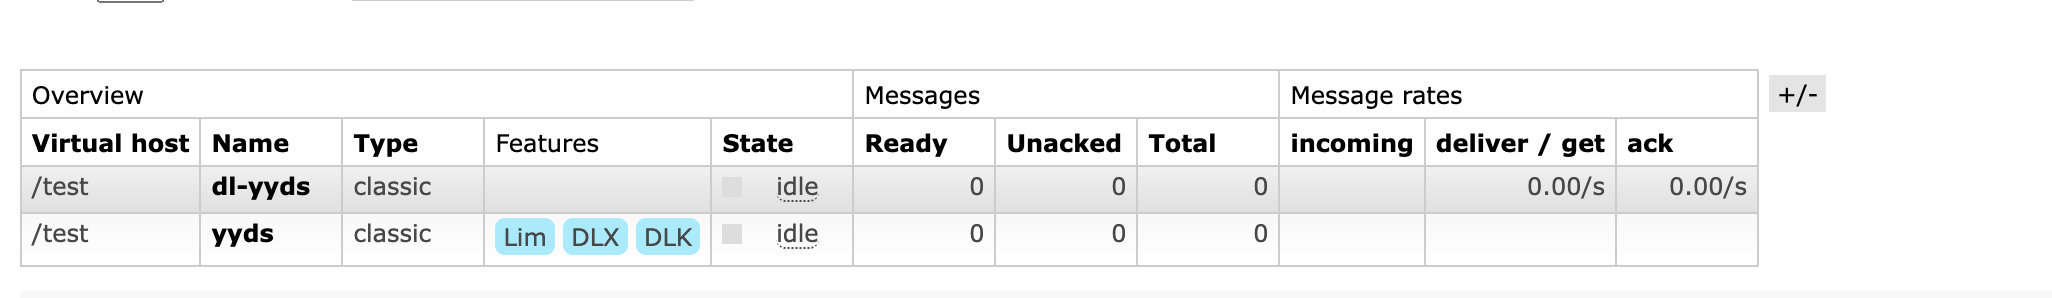 Overview Messages Message rates +/-
Virtual host Name Type Features State Ready Unacked Total incoming deliver / get ack
/test dl-yyds classic idle 0 0 0 0.00/s 0.00/s
/test yyds classic Lim DLX DLK idle 0 0 0